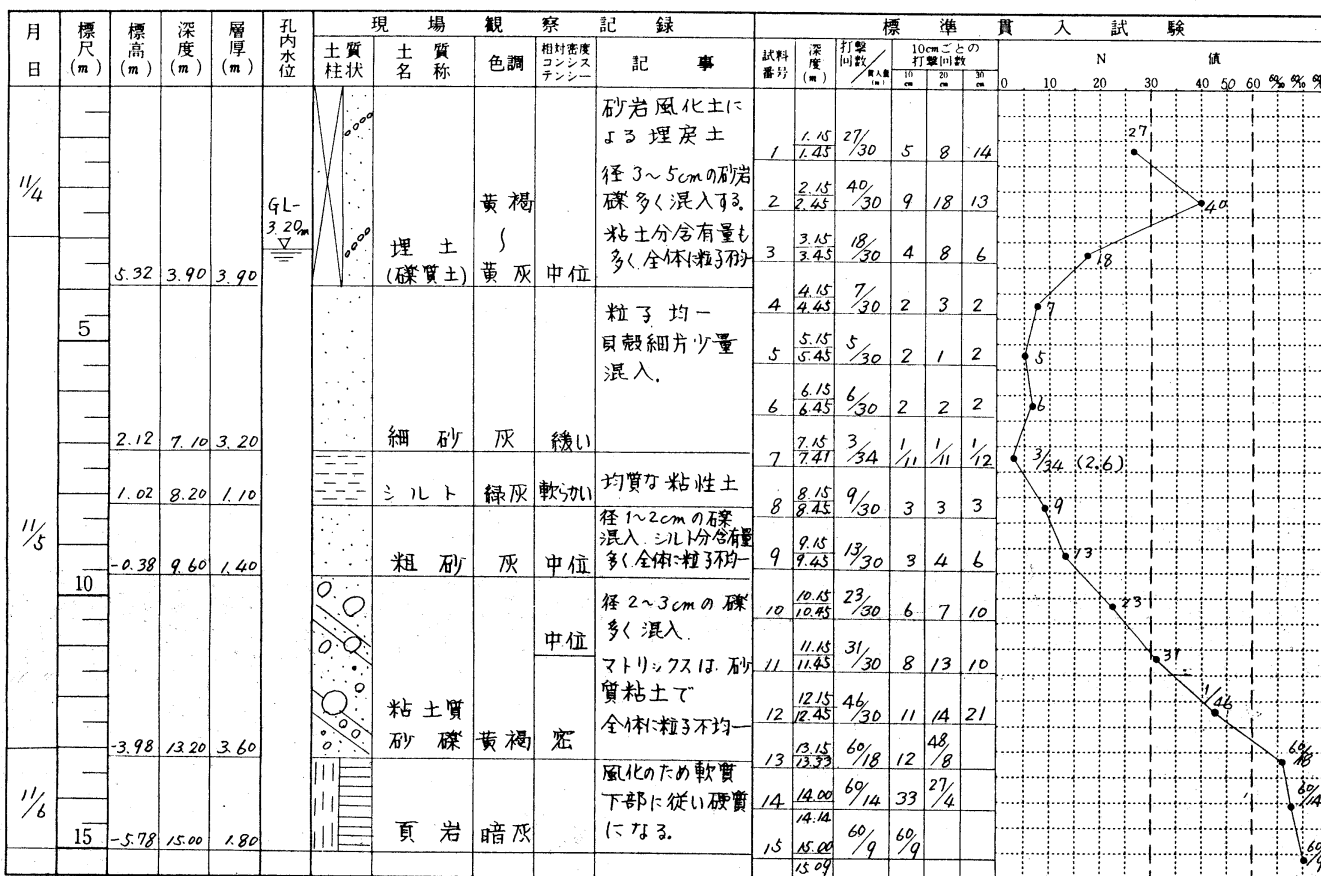 月日 標尺(m) 標高(m) 深度(m) 層厚(m) 孔内水位 現場観察記録 標準貫入試験
土質柱状 土質名称 色調 相対密度コンシステンシー 記事 試料番号 深度(m) 打撃回数/貫入量(m) 10cmごとの打撃回数 N 値
10cm 20cm 30cm 0 10 20 30 40 50 60 60/20 60/10 60/
11/4
GL-3.20m
5.32 3.90 3.90 埋土(礫質土) 黄褐〜黄灰 中位
砂岩風化土に
よる埋戻土
径3~5cmの砂岩
礫多く混入する。
粘土分含有量も
多く、全体に粒子不均一
5
2.12 7.10 3.20 細砂 灰 緩い
粒子均一
貝殻細片少量
混入.
1.02 8.20 1.10 シルト 緑灰 軟らかい 均質な粘性土
11/5
-0.38 9.60 1.40 粗砂 灰 中位
径1~2cmの礫
混入.シルト分含有量
多く、全体に粒子不均一
10
-3.98 13.20 3.60 粘土質砂礫 黄褐 中位 密
径2~3cmの礫
多く混入.
マトリックスは、砂
質粘土で
全体に粒子不均一
11/6
15 -5.78 15.00 1.80 頁岩 暗灰
風化のため軟質
下部に従い硬質
になる。
1 1.15 1.45 27/30 5 8 14 27
2 2.15 2.45 40/30 9 18 13 40
3 3.15 3.45 18/30 4 8 6 18
4 4.15 4.45 7/30 2 3 2 7
5 5.15 5.45 5/30 2 1 2 5
6 6.15 6.45 6/30 2 2 2 6
7 7.15 7.41 3/34 1/11 1/11 1/12 3/34 (2.6)
8 8.15 8.45 9/30 3 3 3 9
9 9.15 9.45 13/30 3 4 6 13
10 10.15 10.45 23/30 6 7 10 23
11 11.15 11.45 31/30 8 13 10 31
12 12.15 12.45 46/30 11 14 21 46
13 13.15 13.33 60/18 12 48/8 60/18
14 14.00 14.14 60/14 33 27/4 60/14
15 15.00 15.09 60/9 60/9 60/9